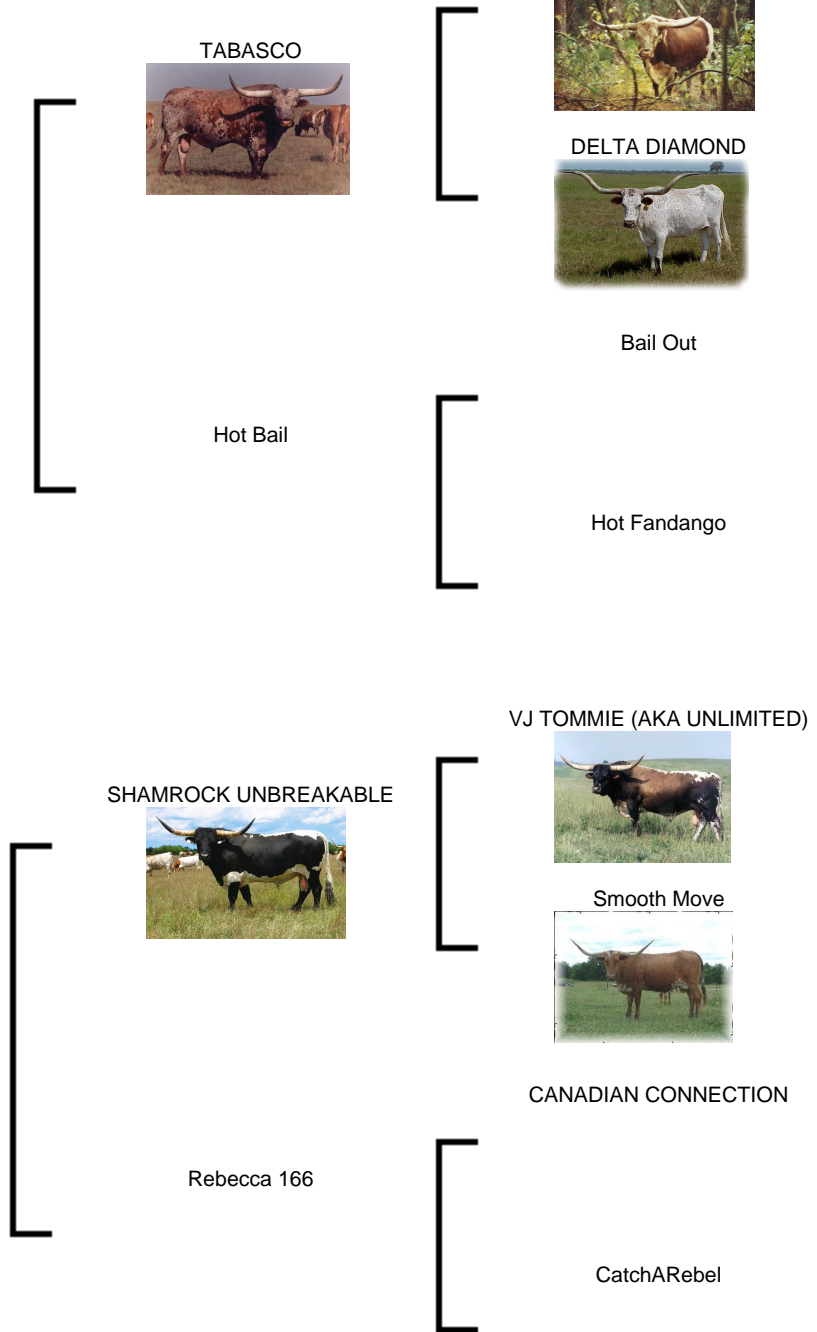 TABASCO
DELTA DIAMOND
Bail Out
Hot Bail
Hot Fandango
VJ TOMMIE (AKA UNLIMITED)
SHAMROCK UNBREAKABLE
Smooth Move
CANADIAN CONNECTION
Rebecca 166
CatchARebel